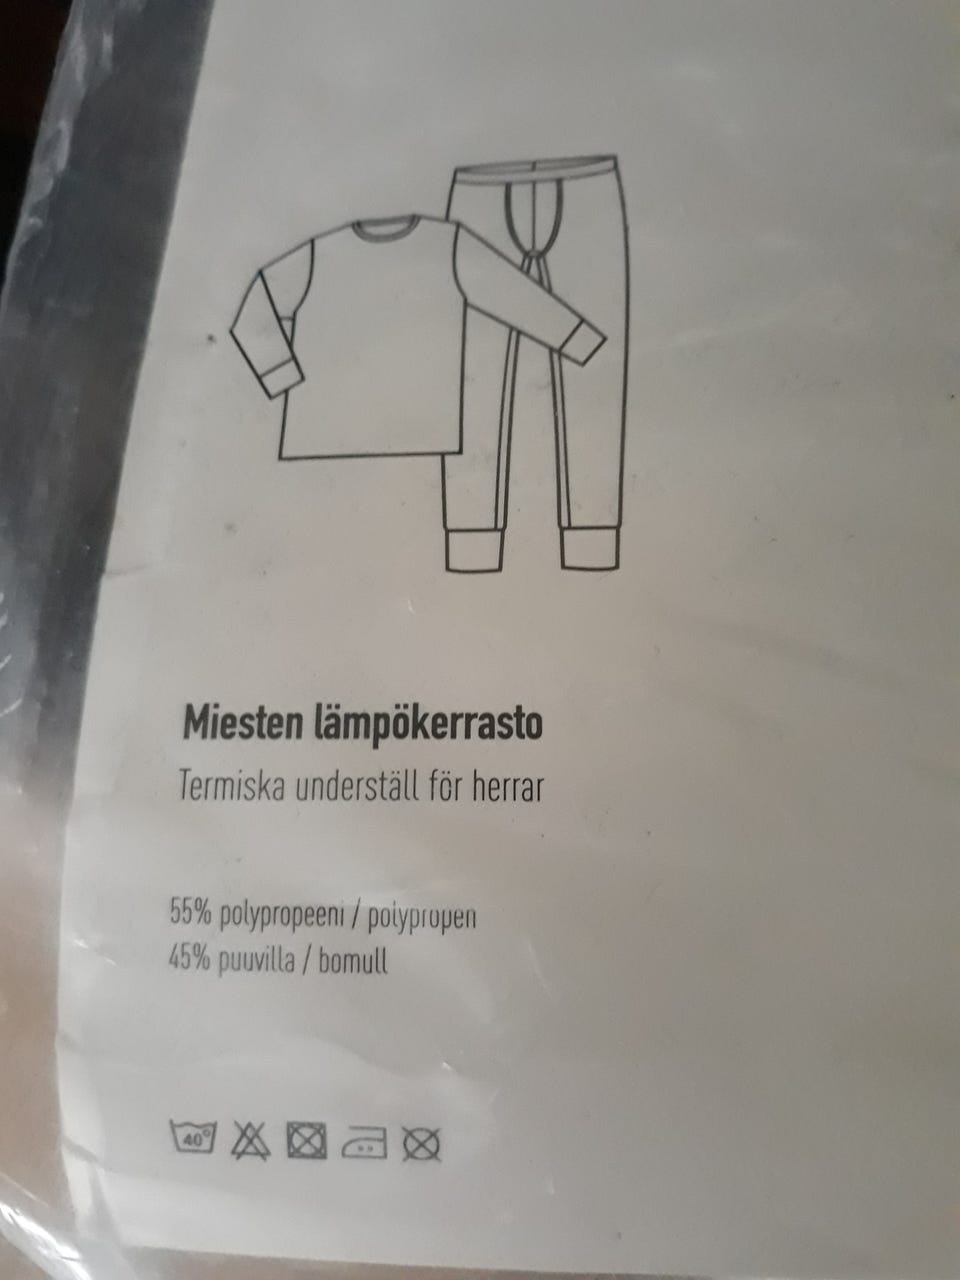 Miesten lämpökerrasto
Termiska underställ för herrar
55% polypropeeni / polypropen
45% puuvilla / bomull
40°